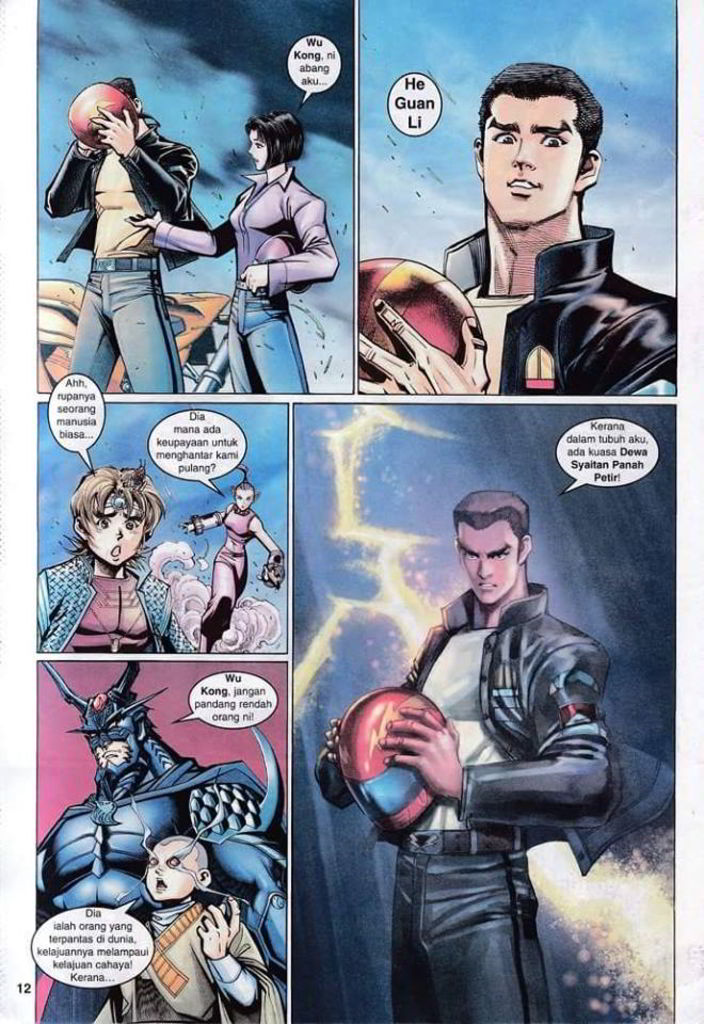 Wu
Kong, ni
abang
aku...
He
Guan
Li
Ahh,
rupanya
seorang
manusia
biasa...
Dia
mana ada
keupayaan untuk
menghantar kami
pulang?
Kerana
dalam tubuh aku,
ada kuasa Dewa
Syaitan Panah
Petir!
Wu
Kong, jangan
pandang rendah
orang ni!
Dia
ialah orang yang
terpantas di dunia,
kelajuannya melampaui
kelajuan cahaya!
Kerana...
12